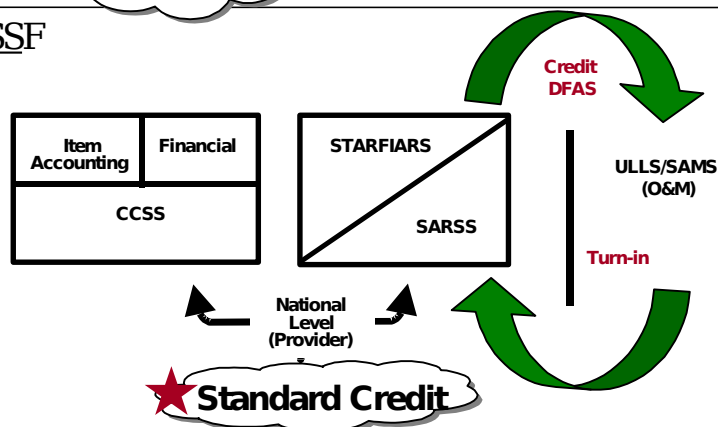 SSF
Credit
DFAS
Item
Accounting
Financial
CCSS
STARFIARS
SARSS
ULLS/SAMS
(O&M)
Turn-in
National
Level
(Provider)
Standard Credit